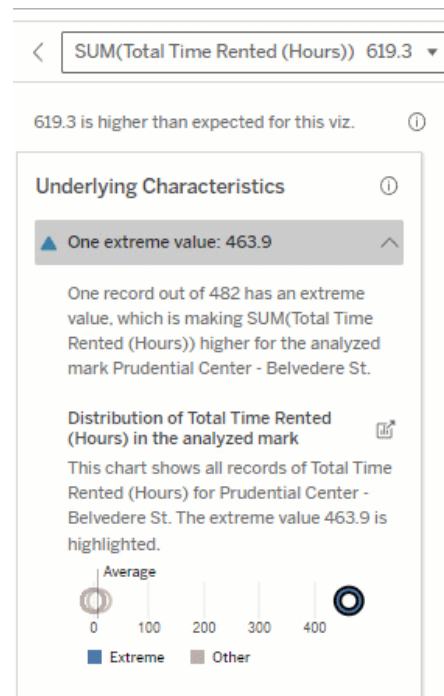 SUM(Total Time Rented (Hours)) 619.3
619.3 is higher than expected for this viz.
Underlying Characteristics
One extreme value: 463.9
One record out of 482 has an extreme
value, which is making SUM(Total Time
Rented (Hours)) higher for the analyzed
mark Prudential Center - Belvedere St.
Distribution of Total Time Rented
(Hours) in the analyzed mark
This chart shows all records of Total Time
Rented (Hours) for Prudential Center -
Belvedere St. The extreme value 463.9 is
highlighted.
Average
0 100 200 300 400
Extreme Other